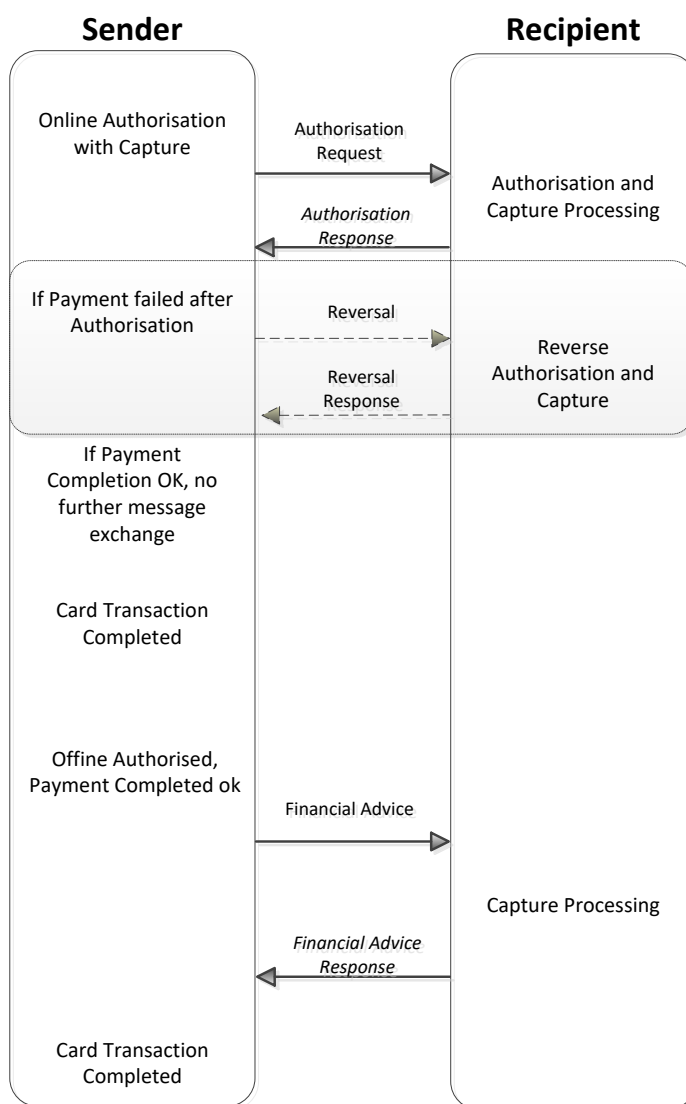 Sender
Recipient
Online Authorisation
with Capture
Authorisation
Request
Authorisation and
Capture Processing
Authorisation
Response
If Payment failed after
Authorisation
Reversal
Reverse
Authorisation and
Capture
Reversal
Response
If Payment
Completion OK, no
further message
exchange
Card Transaction
Completed
Offine Authorised,
Payment Completed ok
Financial Advice
Capture Processing
Financial Advice
Response
Card Transaction
Completed